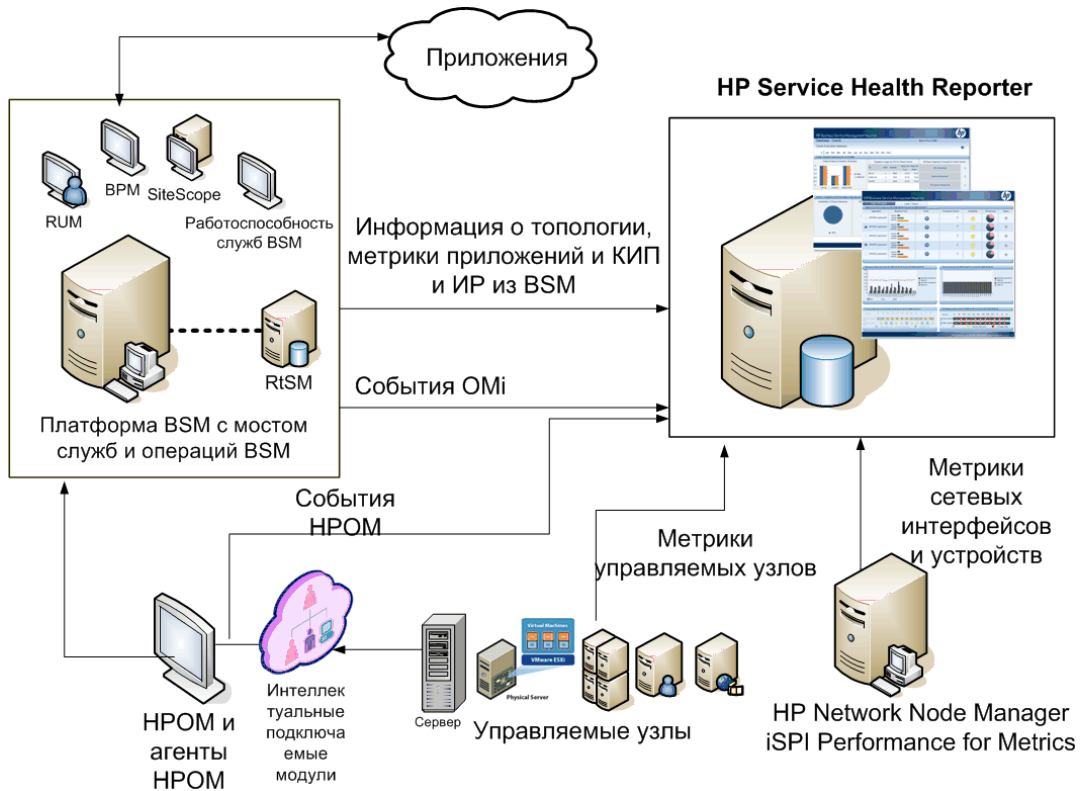 Приложения
HP Service Health Reporter
RUM
BPM
SiteScope
Работоспособность
служб BSM
RtSM
Платформа BSM с мостом
служб и операций BSM
Информация о топологии,
метрики приложений и КИП
и ИР из BSM
События OMi
События
HPOM
Метрики
управляемых узлов
Метрики
сетевых
интерфейсов
и устройств
HPOM и
агенты
HPOM
Интеллек
туальные
подключа
емые
модули
Сервер
Virtual Machines
VMware ESXi
Physical Server
Управляемые узлы
HP Network Node Manager
iSPI Performance for Metrics